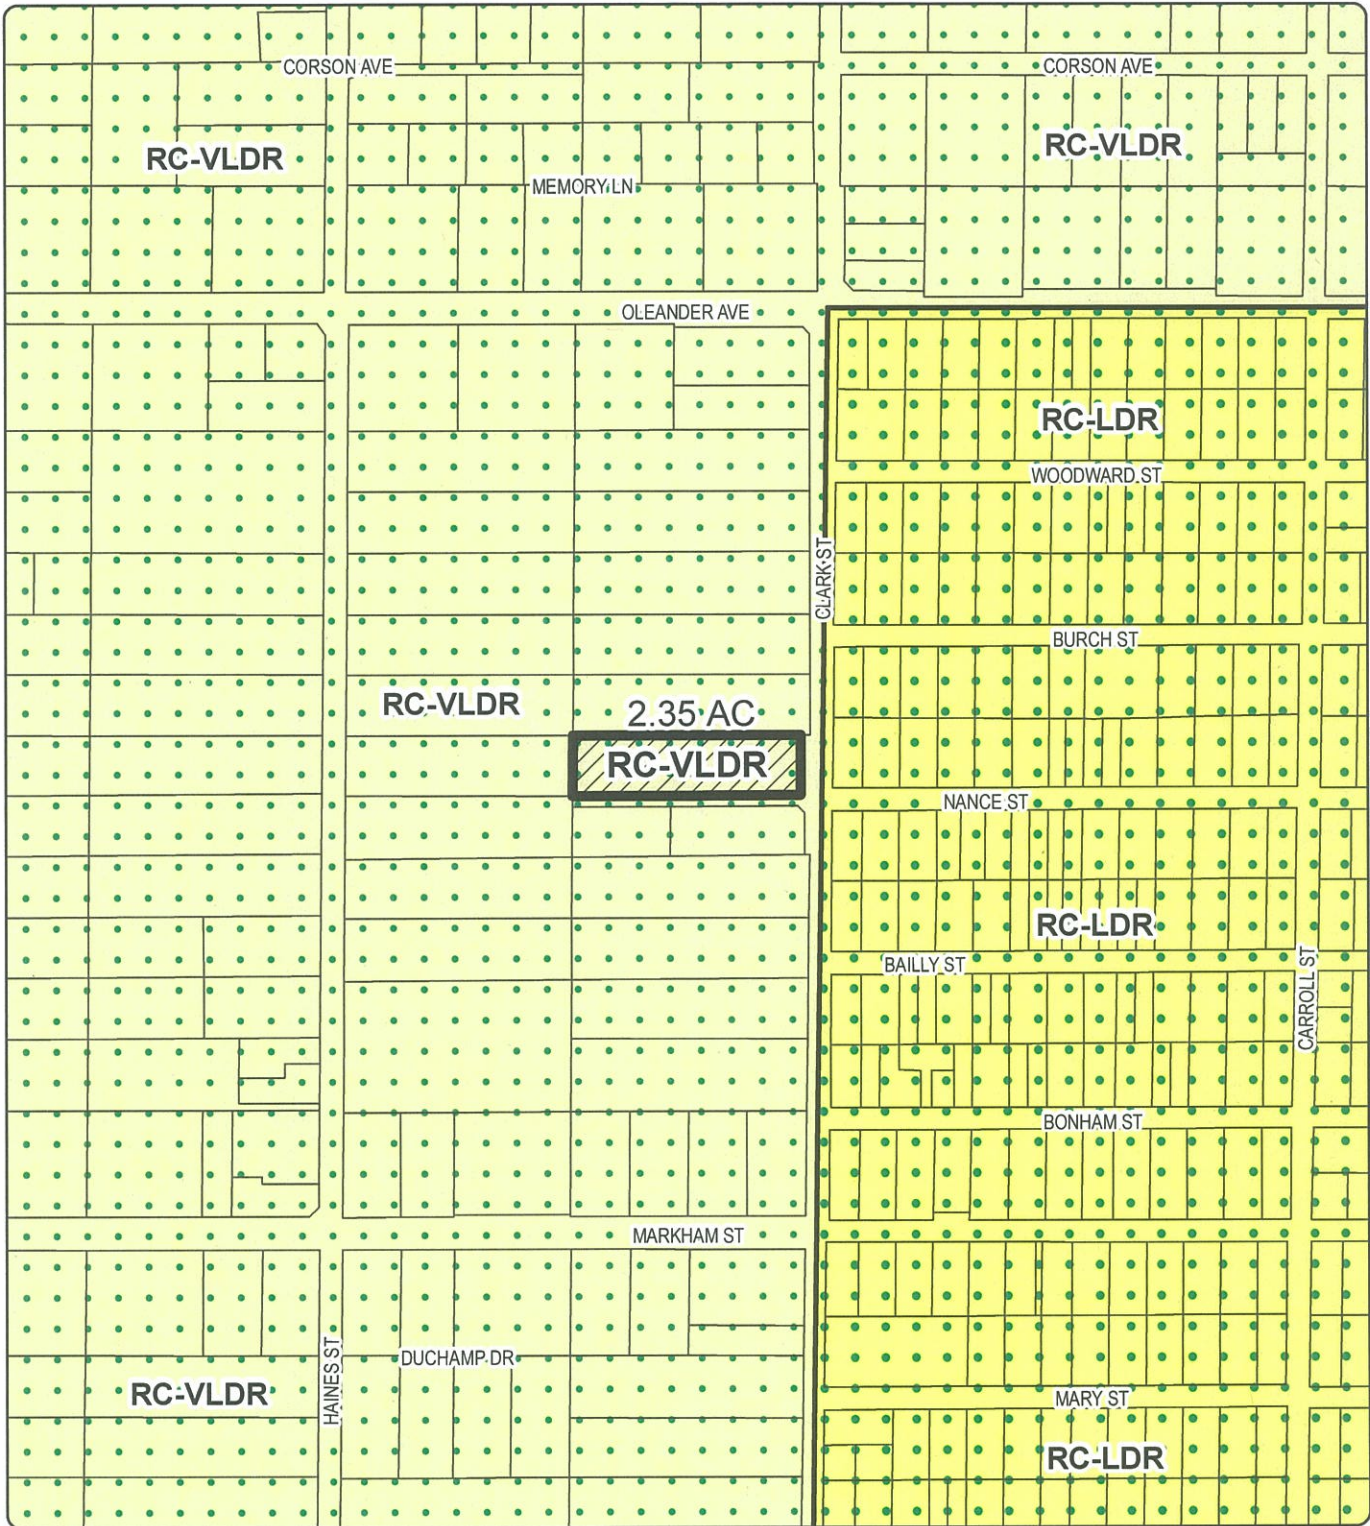 CORSON AVE
CORSON AVE
RC-VLDR
RC-VLDR
MEMORY LN
OLEANDER AVE
RC-LDR
WOODWARD ST
CLARK ST
BURCH ST
RC-VLDR
2.35 AC
RC-VLDR
NANCE ST
RC-LDR
BAILLY ST
CARROLL ST
BONHAM ST
MARKHAM ST
HAINES ST
DUCHAMP DR
RC-VLDR
MARY ST
RC-LDR